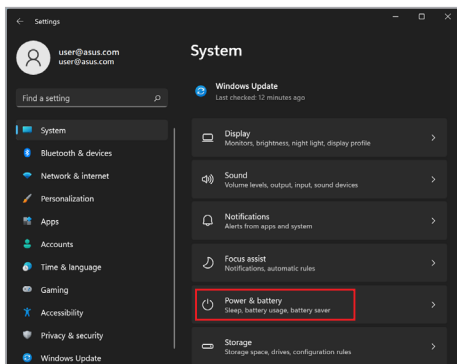 Settings
user@asus.com
user@asus.com
Find a setting
System
Bluetooth & devices
Network & internet
Personalization
Apps
Accounts
Time & language
Gaming
Accessibility
Privacy & security
Windows Update
System
Windows Update
Last checked: 12 minutes ago
Display
Monitors, brightness, night light, display profile
Sound
Volume levels, output, input, sound devices
Notifications
Alerts from apps and system
Focus assist
Notifications, automatic rules
Power & battery
Sleep, battery usage, battery saver
Storage
Storage space, drives, configuration rules